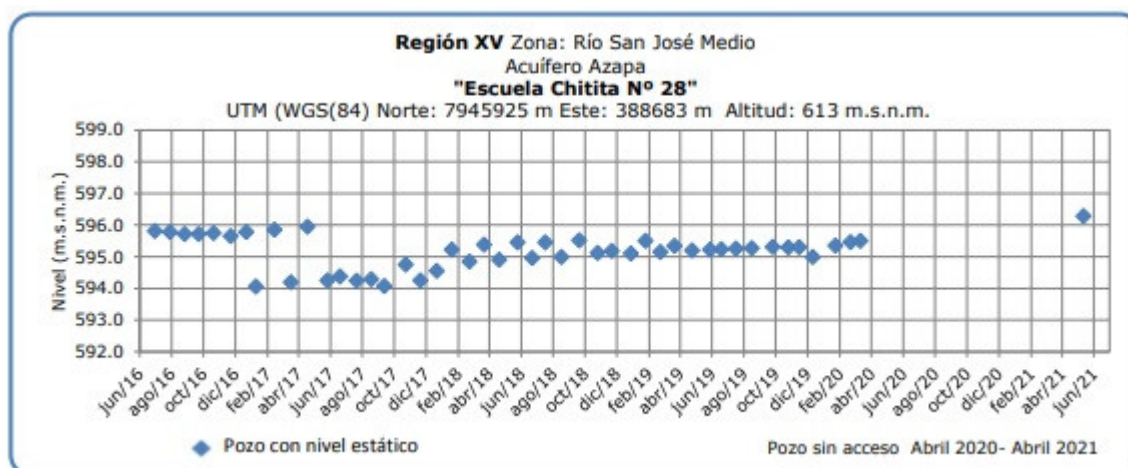 Región XV Zona: Río San José Medio
Acuífero Azapa
"Escuela Chitita Nº 28"
UTM (WGS(84) Norte: 7945925 m Este: 388683 m Altitud: 613 m.s.n.m.
Nivel (m.s.n.m.)
599.0
598.0
597.0
596.0
595.0
594.0
593.0
592.0
jun/16
ago/16
oct/16
dic/16
feb/17
abr/17
jun/17
ago/17
oct/17
dic/17
feb/18
abr/18
jun/18
ago/18
oct/18
dic/18
feb/19
abr/19
jun/19
ago/19
oct/19
dic/19
feb/20
abr/20
jun/20
ago/20
oct/20
dic/20
feb/21
abr/21
jun/21
Pozo con nivel estático
Pozo sin acceso Abril 2020- Abril 2021